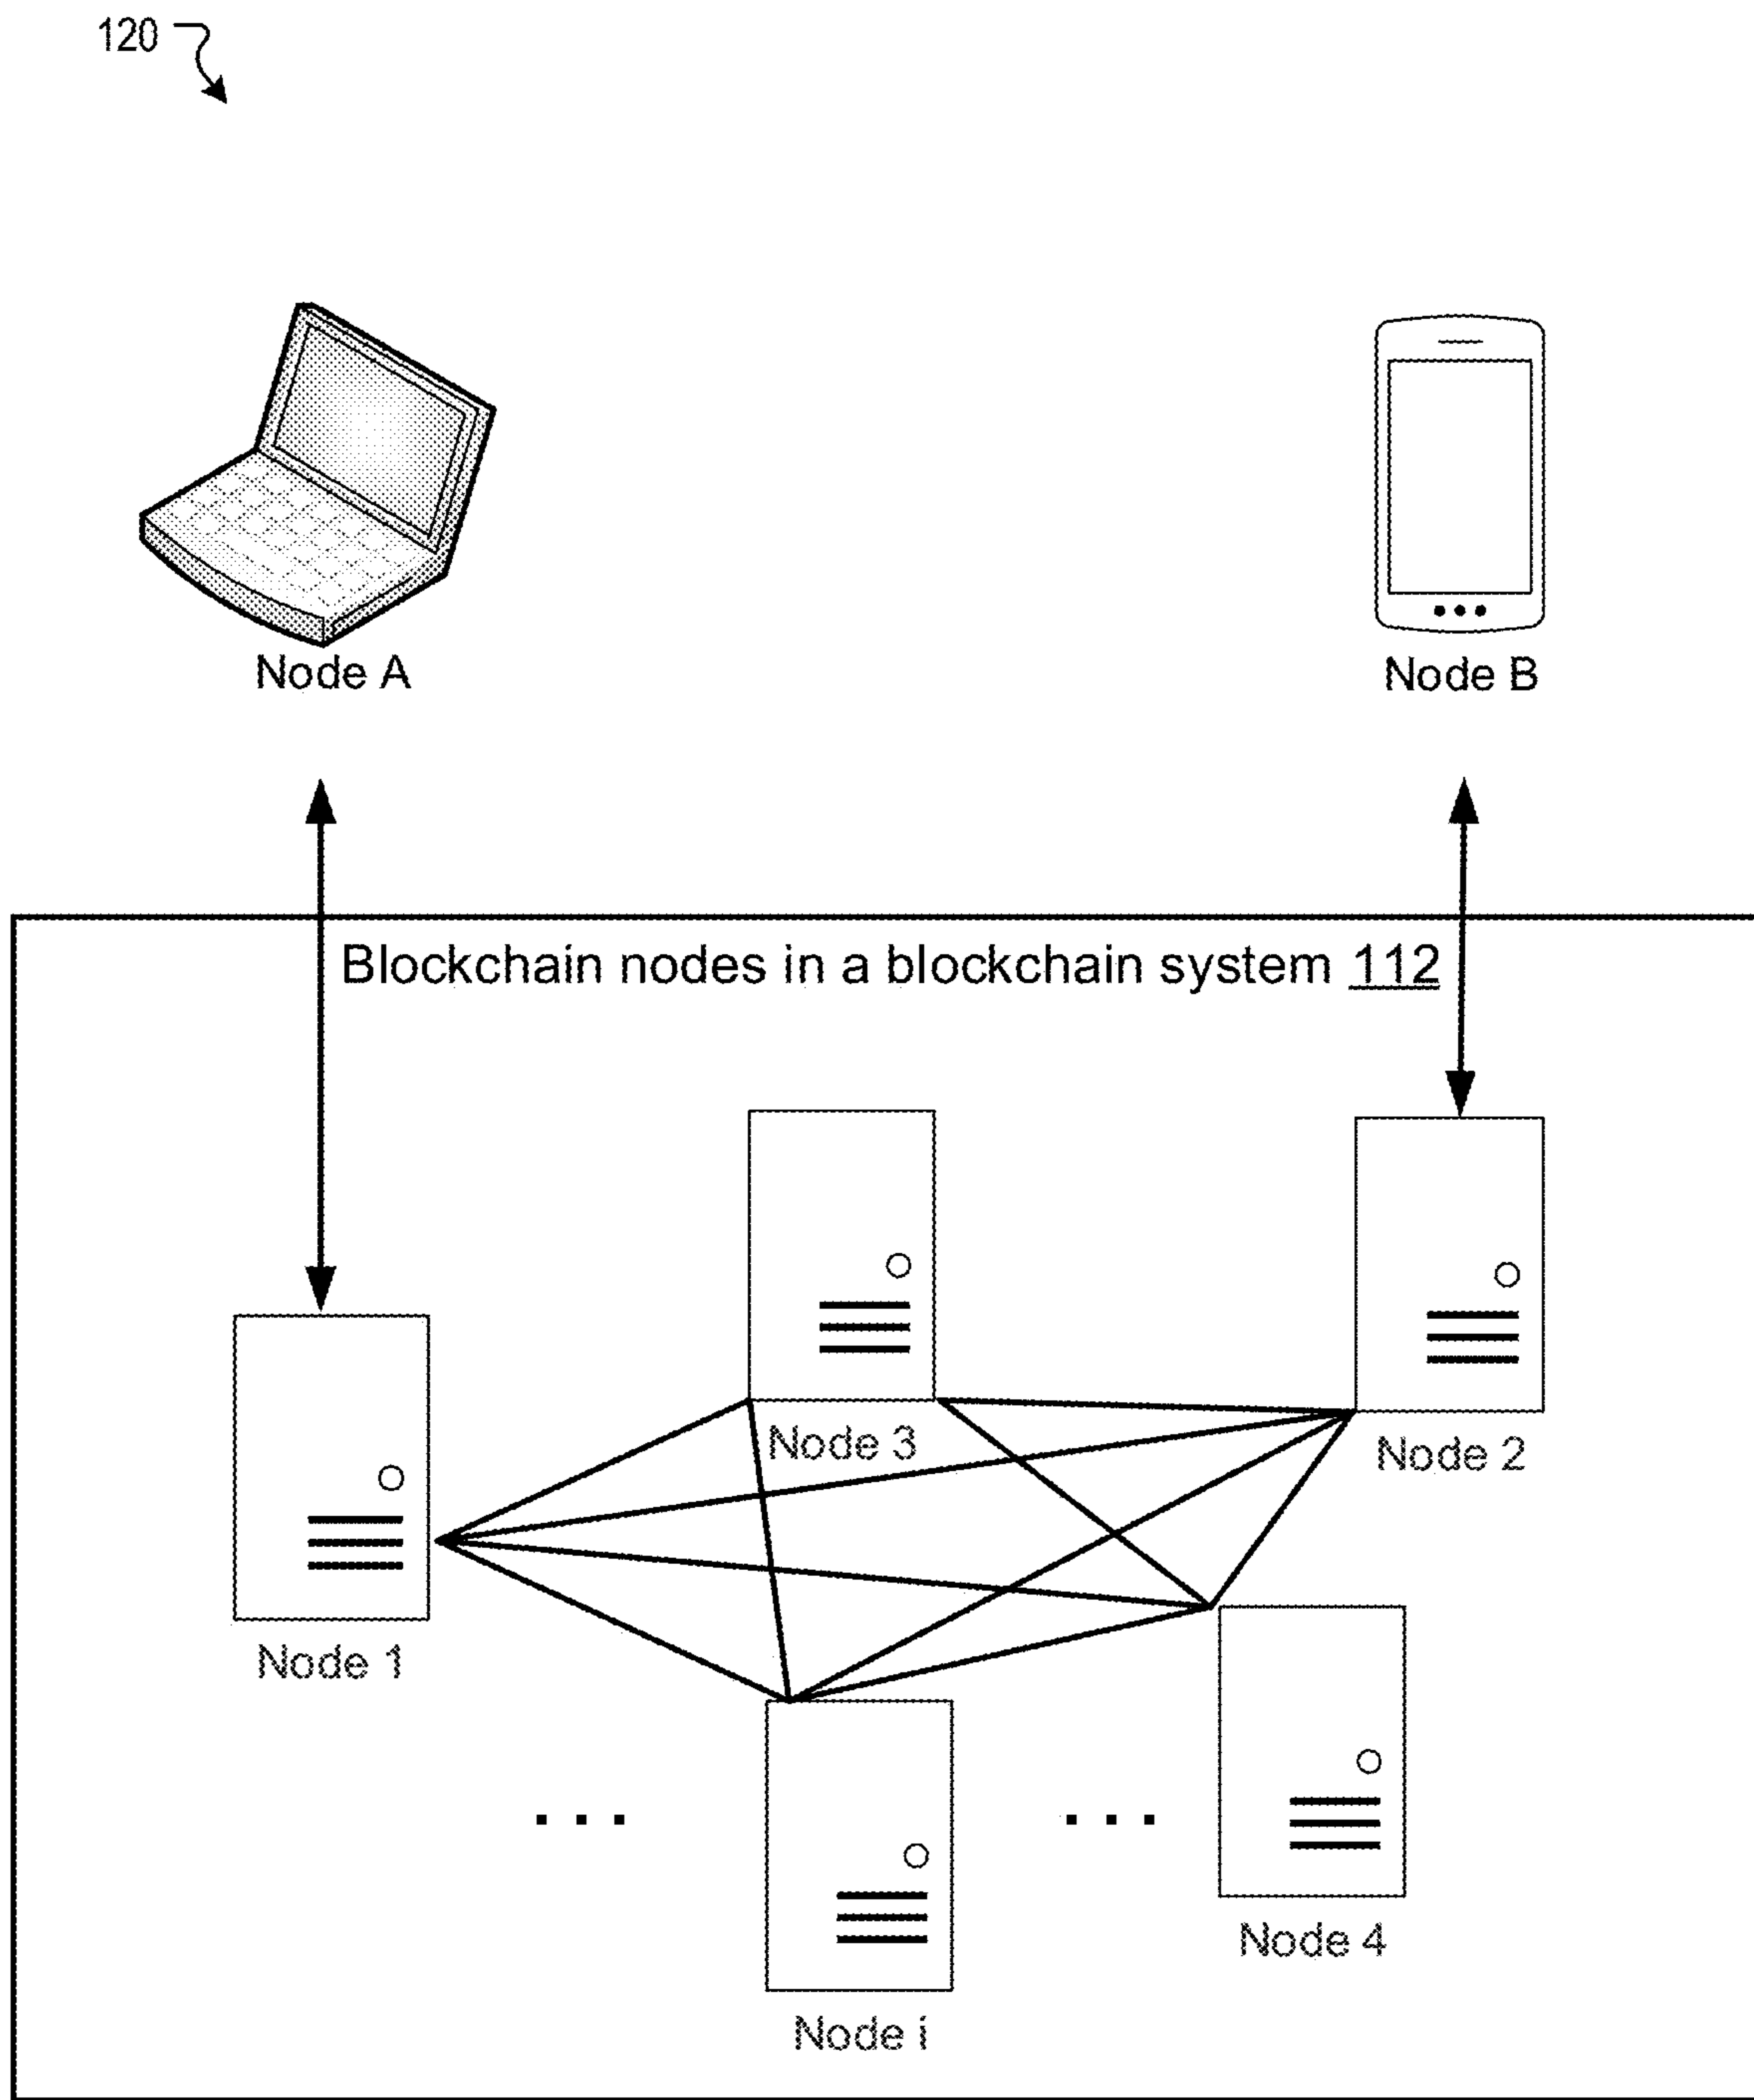 120
Node A
Node B
Blockchain nodes in a blockchain system 112
Node 3
Node 2
Node 1
Node 4
Node i